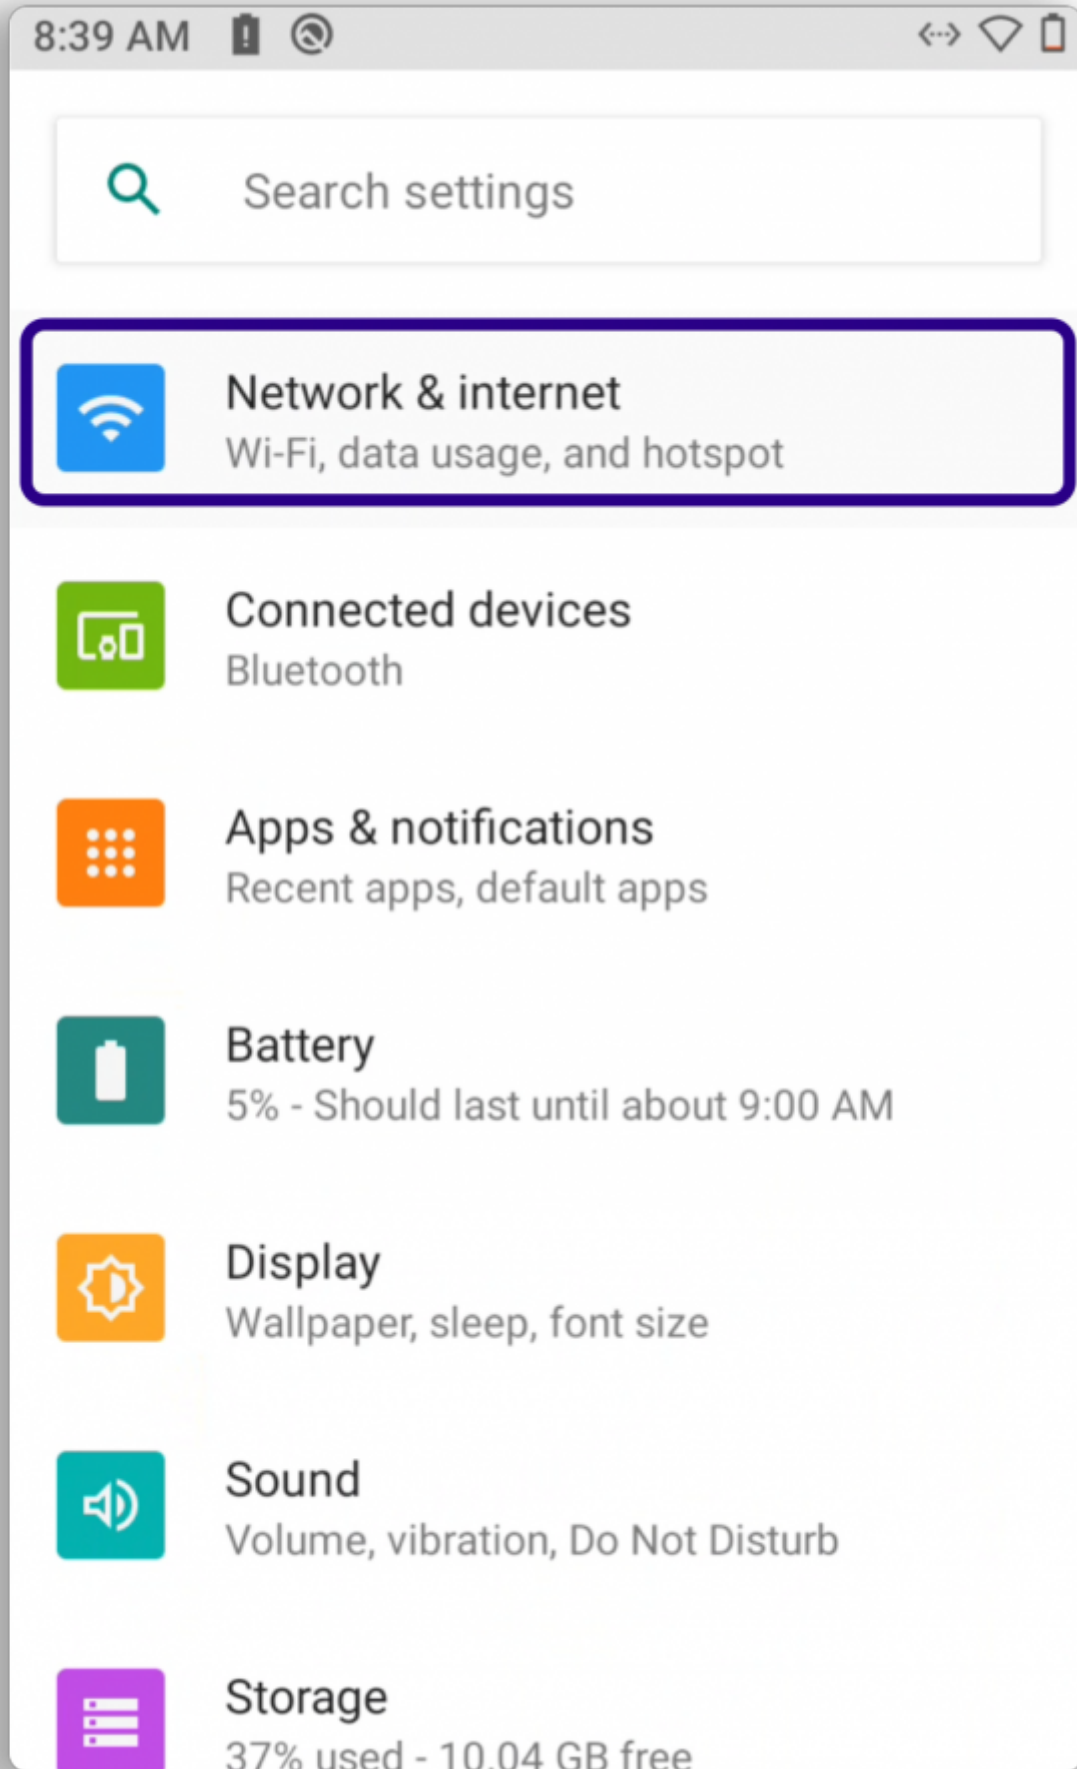 8:39 AM
Search settings
Network & internet
Wi-Fi, data usage, and hotspot
Connected devices
Bluetooth
Apps & notifications
Recent apps, default apps
Battery
5% - Should last until about 9:00 AM
Display
Wallpaper, sleep, font size
Sound
Volume, vibration, Do Not Disturb
Storage
37% used - 10.04 GB free